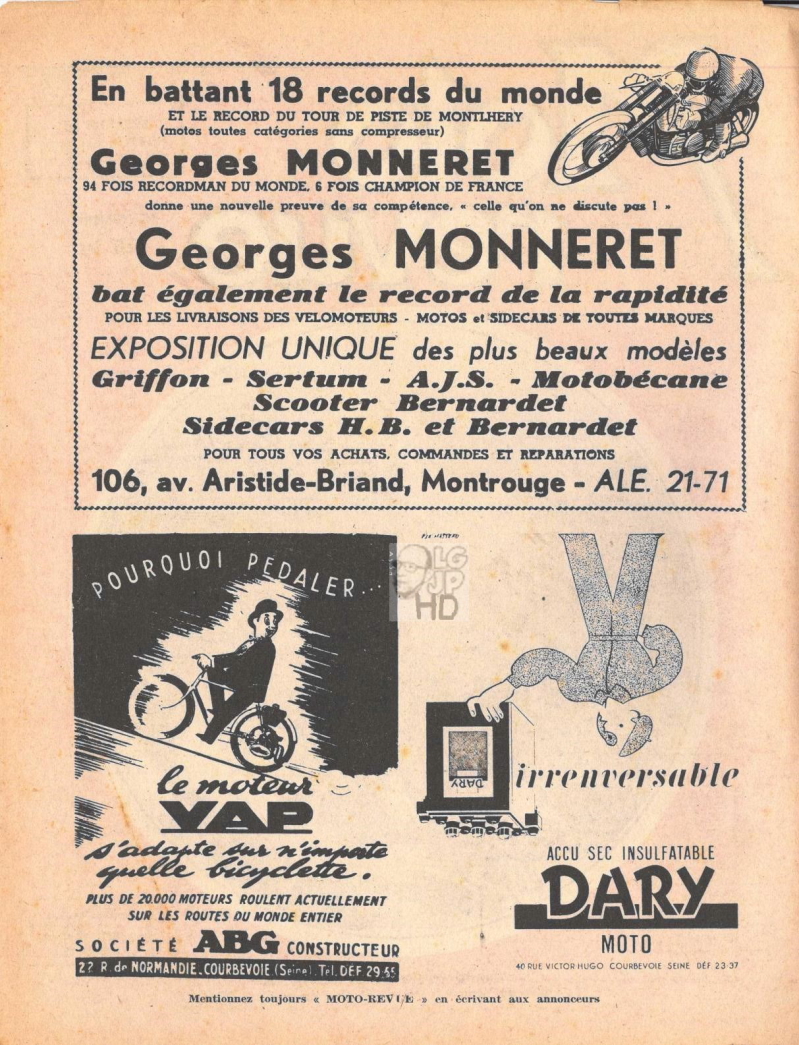 En battant 18 records du monde
ET LE RECORD DU TOUR DE PISTE DE MONTLHERY
(motos toutes catégories sans compresseur)
Georges MONNERET
94 FOIS RECORDMAN DU MONDE, 6 FOIS CHAMPION DE FRANCE
donne une nouvelle preuve de sa compétence, « celle qu'on ne discute pas ! »
Georges MONNERET
bat également le record de la rapidité
POUR LES LIVRAISONS DES VELOMOTEURS - MOTOS et SIDECARS DE TOUTES MARQUES
EXPOSITION UNIQUE des plus beaux modèles
Griffon - Sertum - A.J.S. - Motobécane
Scooter Bernardet
Sidecars H.B. et Bernardet
POUR TOUS VOS ACHATS, COMMANDES ET REPARATIONS
106, av. Aristide-Briand, Montrouge - ALE. 21-71
POURQUOI PEDALER...
le moteur
VAP
s'adapte sur n'importe
quelle bicyclette.
PLUS DE 20.000 MOTEURS ROULENT ACTUELLEMENT
SUR LES ROUTES DU MONDE ENTIER
SOCIÉTÉ ABG CONSTRUCTEUR
22 R. de NORMANDIE. COURBEVOIE (Seine). Tel. DÉF 29-65
LG
JP
HD
DARY
irrenversable
ACCU SEC INSULFATABLE
DARY
MOTO
40 RUE VICTOR HUGO COURBEVOIE SEINE DÉF 23-37
Mentionnez toujours « MOTO-REVUE » en écrivant aux annonceurs